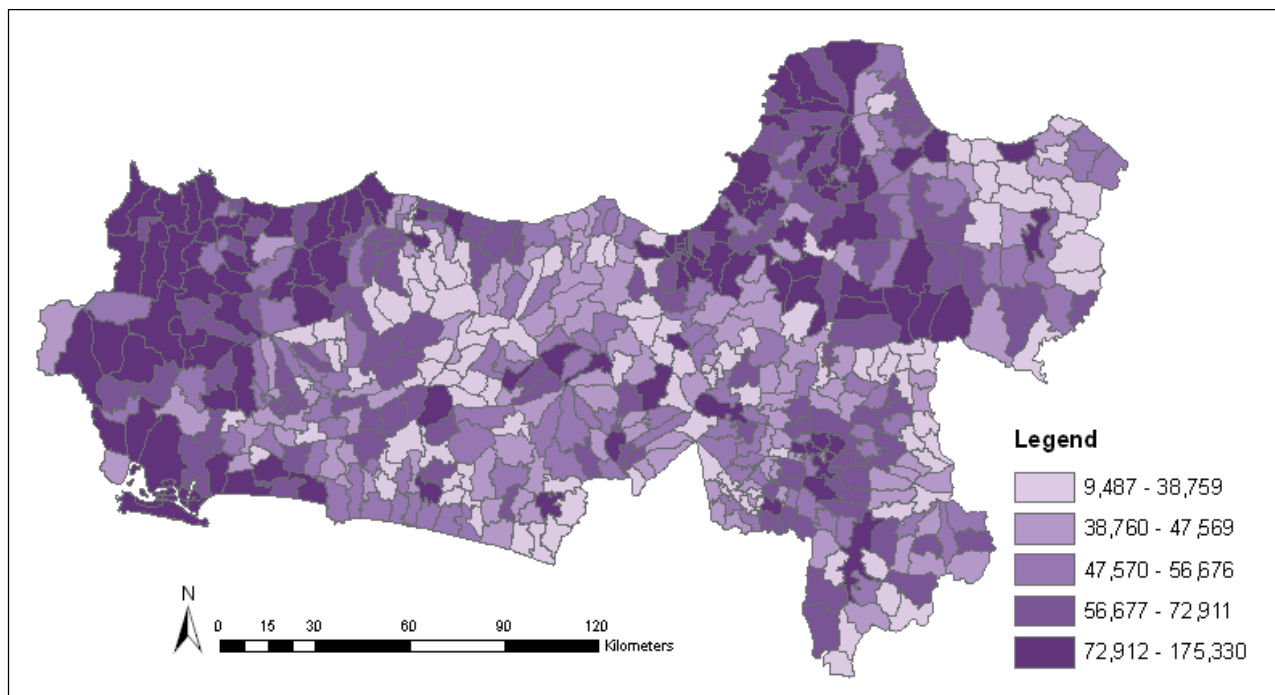 Legend
9,487 - 38,759
38,760 - 47,569
47,570 - 56,676
56,677 - 72,911
72,912 - 175,330
N
0 15 30 60 90 120
Kilometers